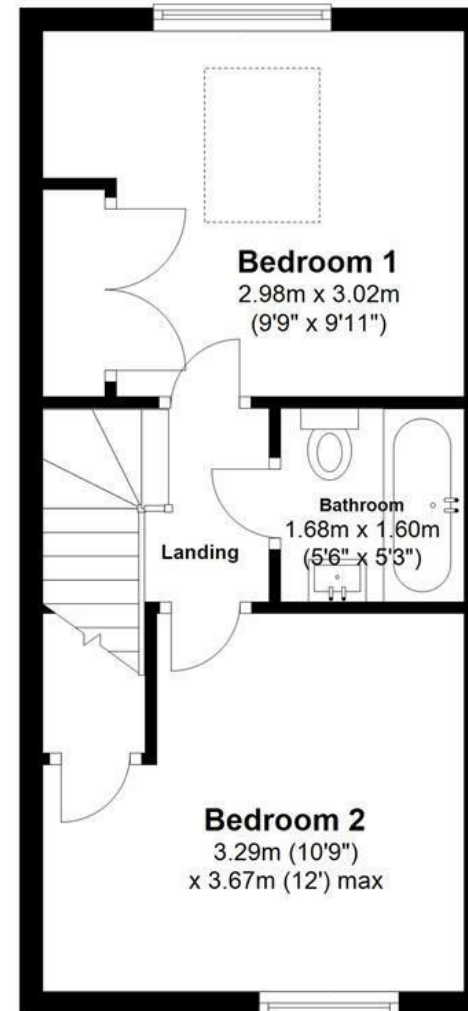 Bedroom 1
2.98m x 3.02m
(9'9" x 9'11")
Bathroom
1.68m x 1.60m
(5'6" x 5'3")
Landing
Bedroom 2
3.29m (10'9")
x 3.67m (12') max